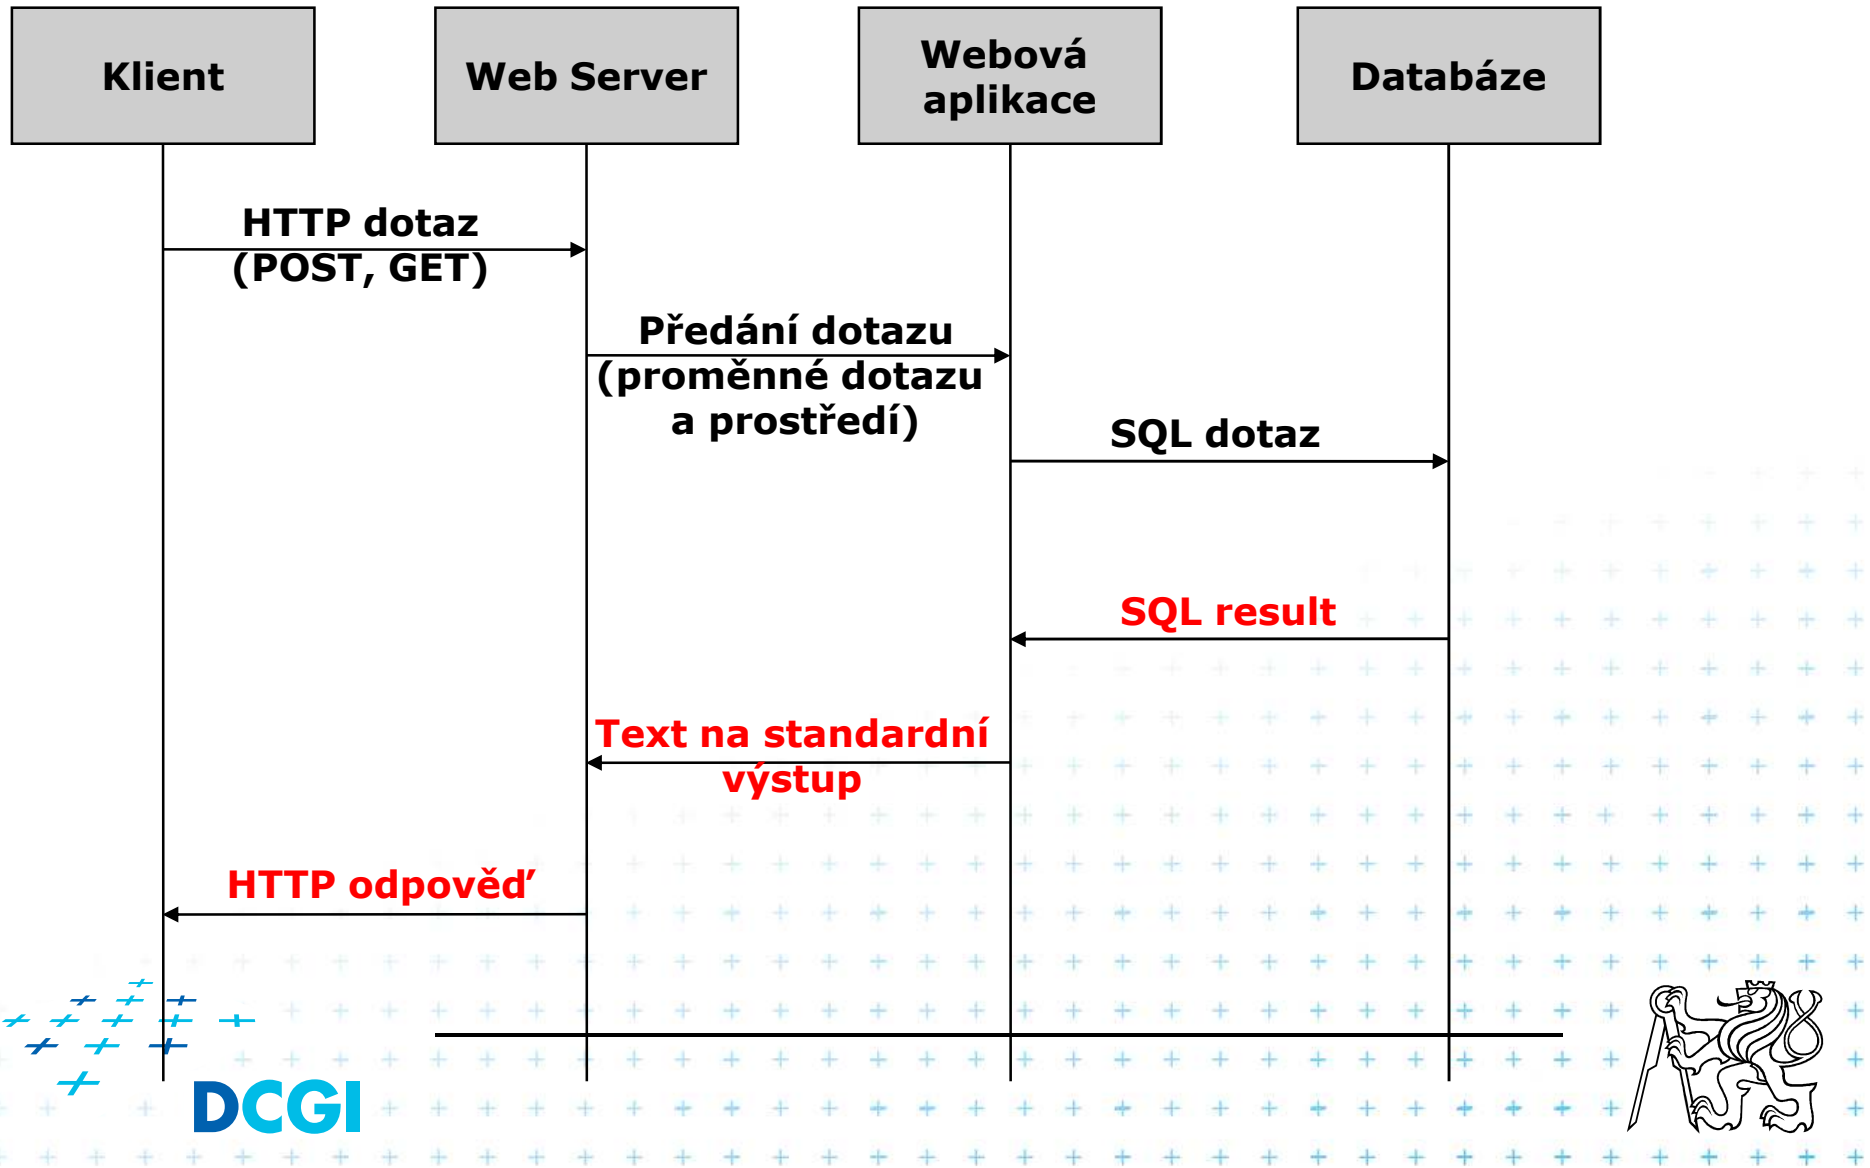 Klient
Web Server
Webová
aplikace
Databáze
HTTP dotaz
(POST, GET)
Předání dotazu
(proměnné dotazu
a prostředí)
SQL dotaz
SQL result
Text na standardní
výstup
HTTP odpověď
DCGI